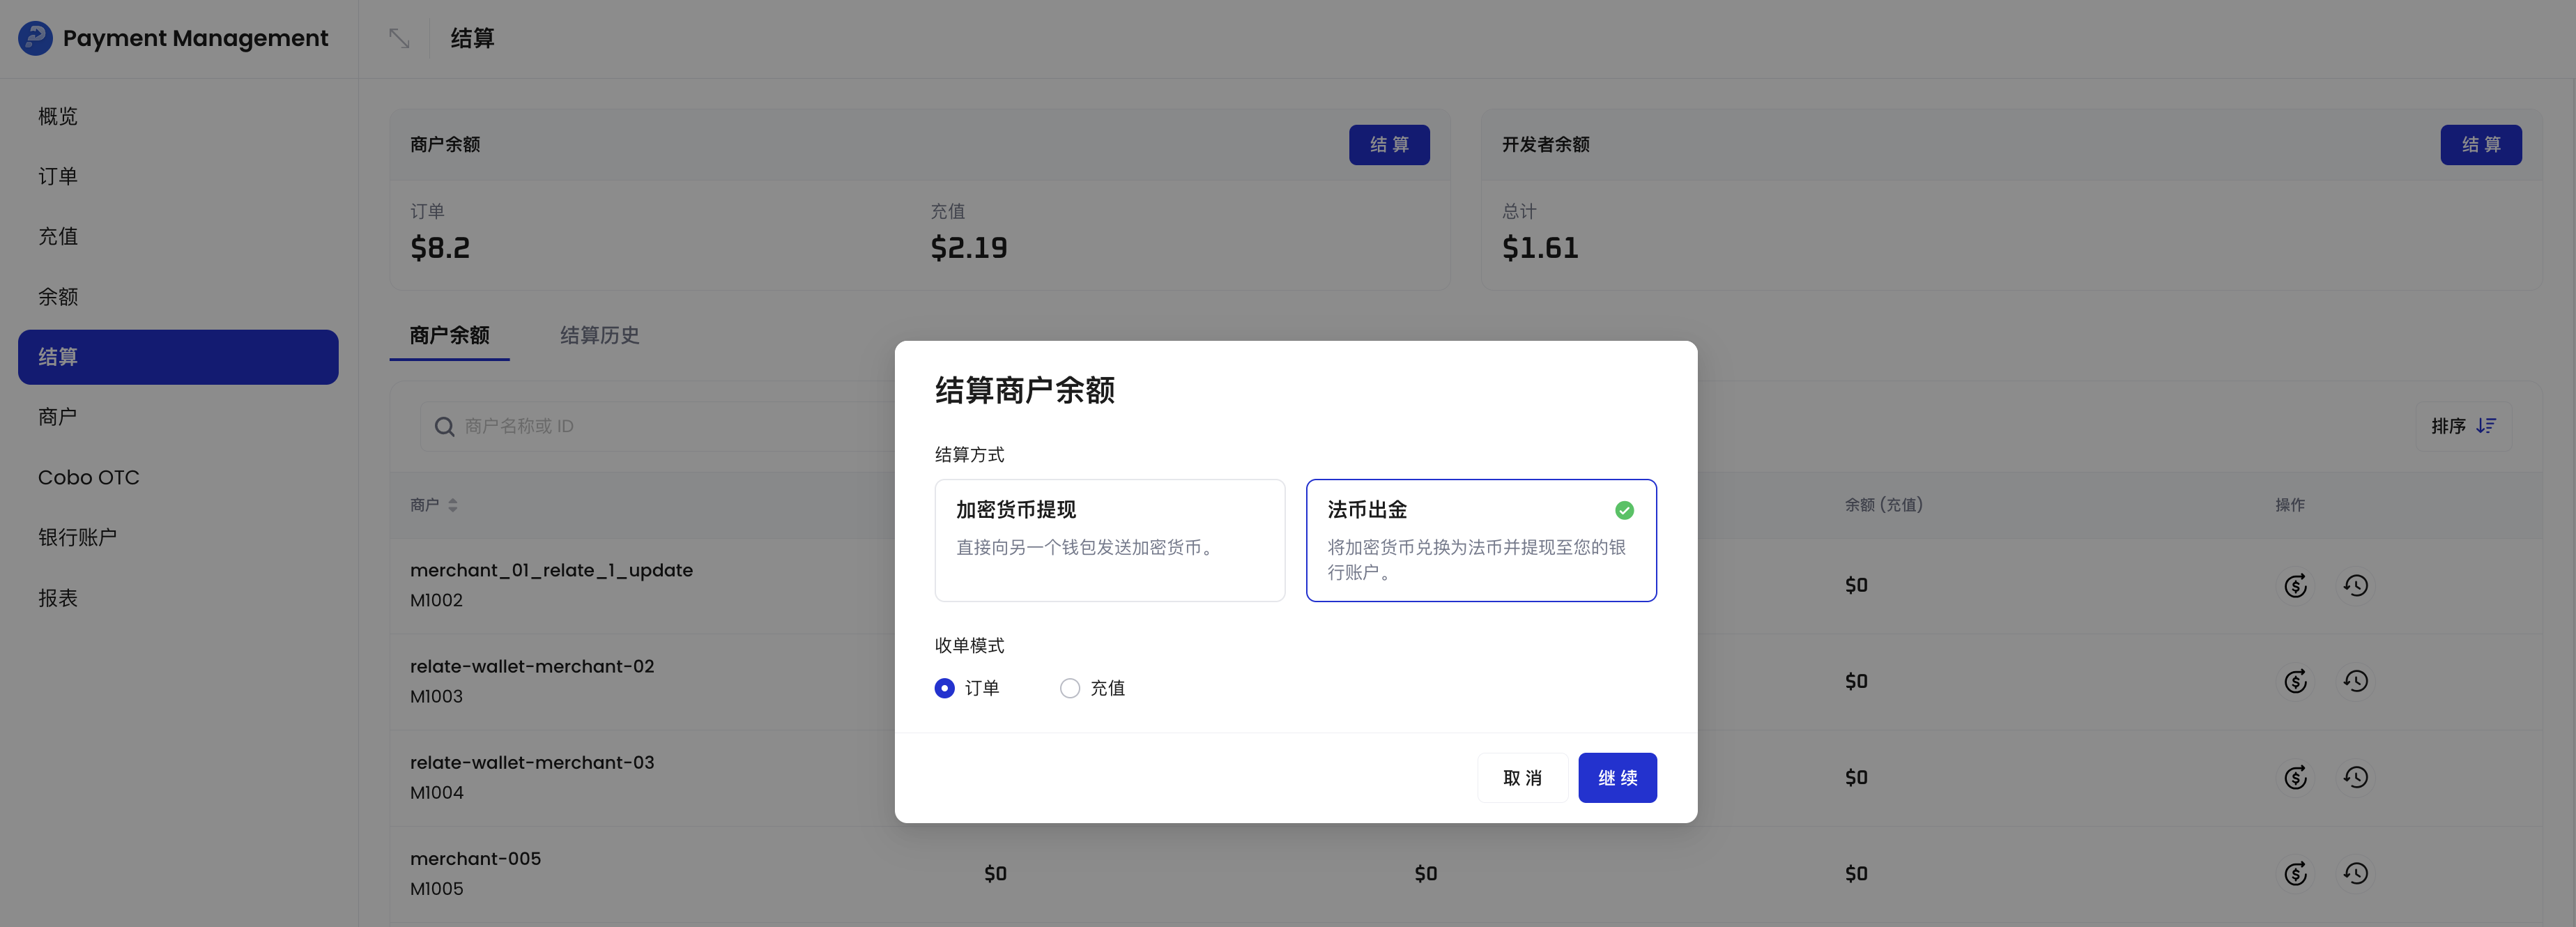 Payment Management
结算
概览
订单
充值
余额
结算
商户
Cobo OTC
银行账户
报表
商户余额
结 算
订单
$8.2
充值
$2.19
开发者余额
结 算
总计
$1.61
商户余额
结算历史
商户名称或 ID
排序
商户
余额 (充值)
操作
merchant_01_relate_1_update
M1002
$0
relate-wallet-merchant-02
M1003
$0
relate-wallet-merchant-03
M1004
$0
merchant-005
M1005
$0
$0
$0
结算商户余额
结算方式
加密货币提现
直接向另一个钱包发送加密货币。
法币出金
将加密货币兑换为法币并提现至您的银
行账户。
收单模式
订单
充值
取 消
继 续